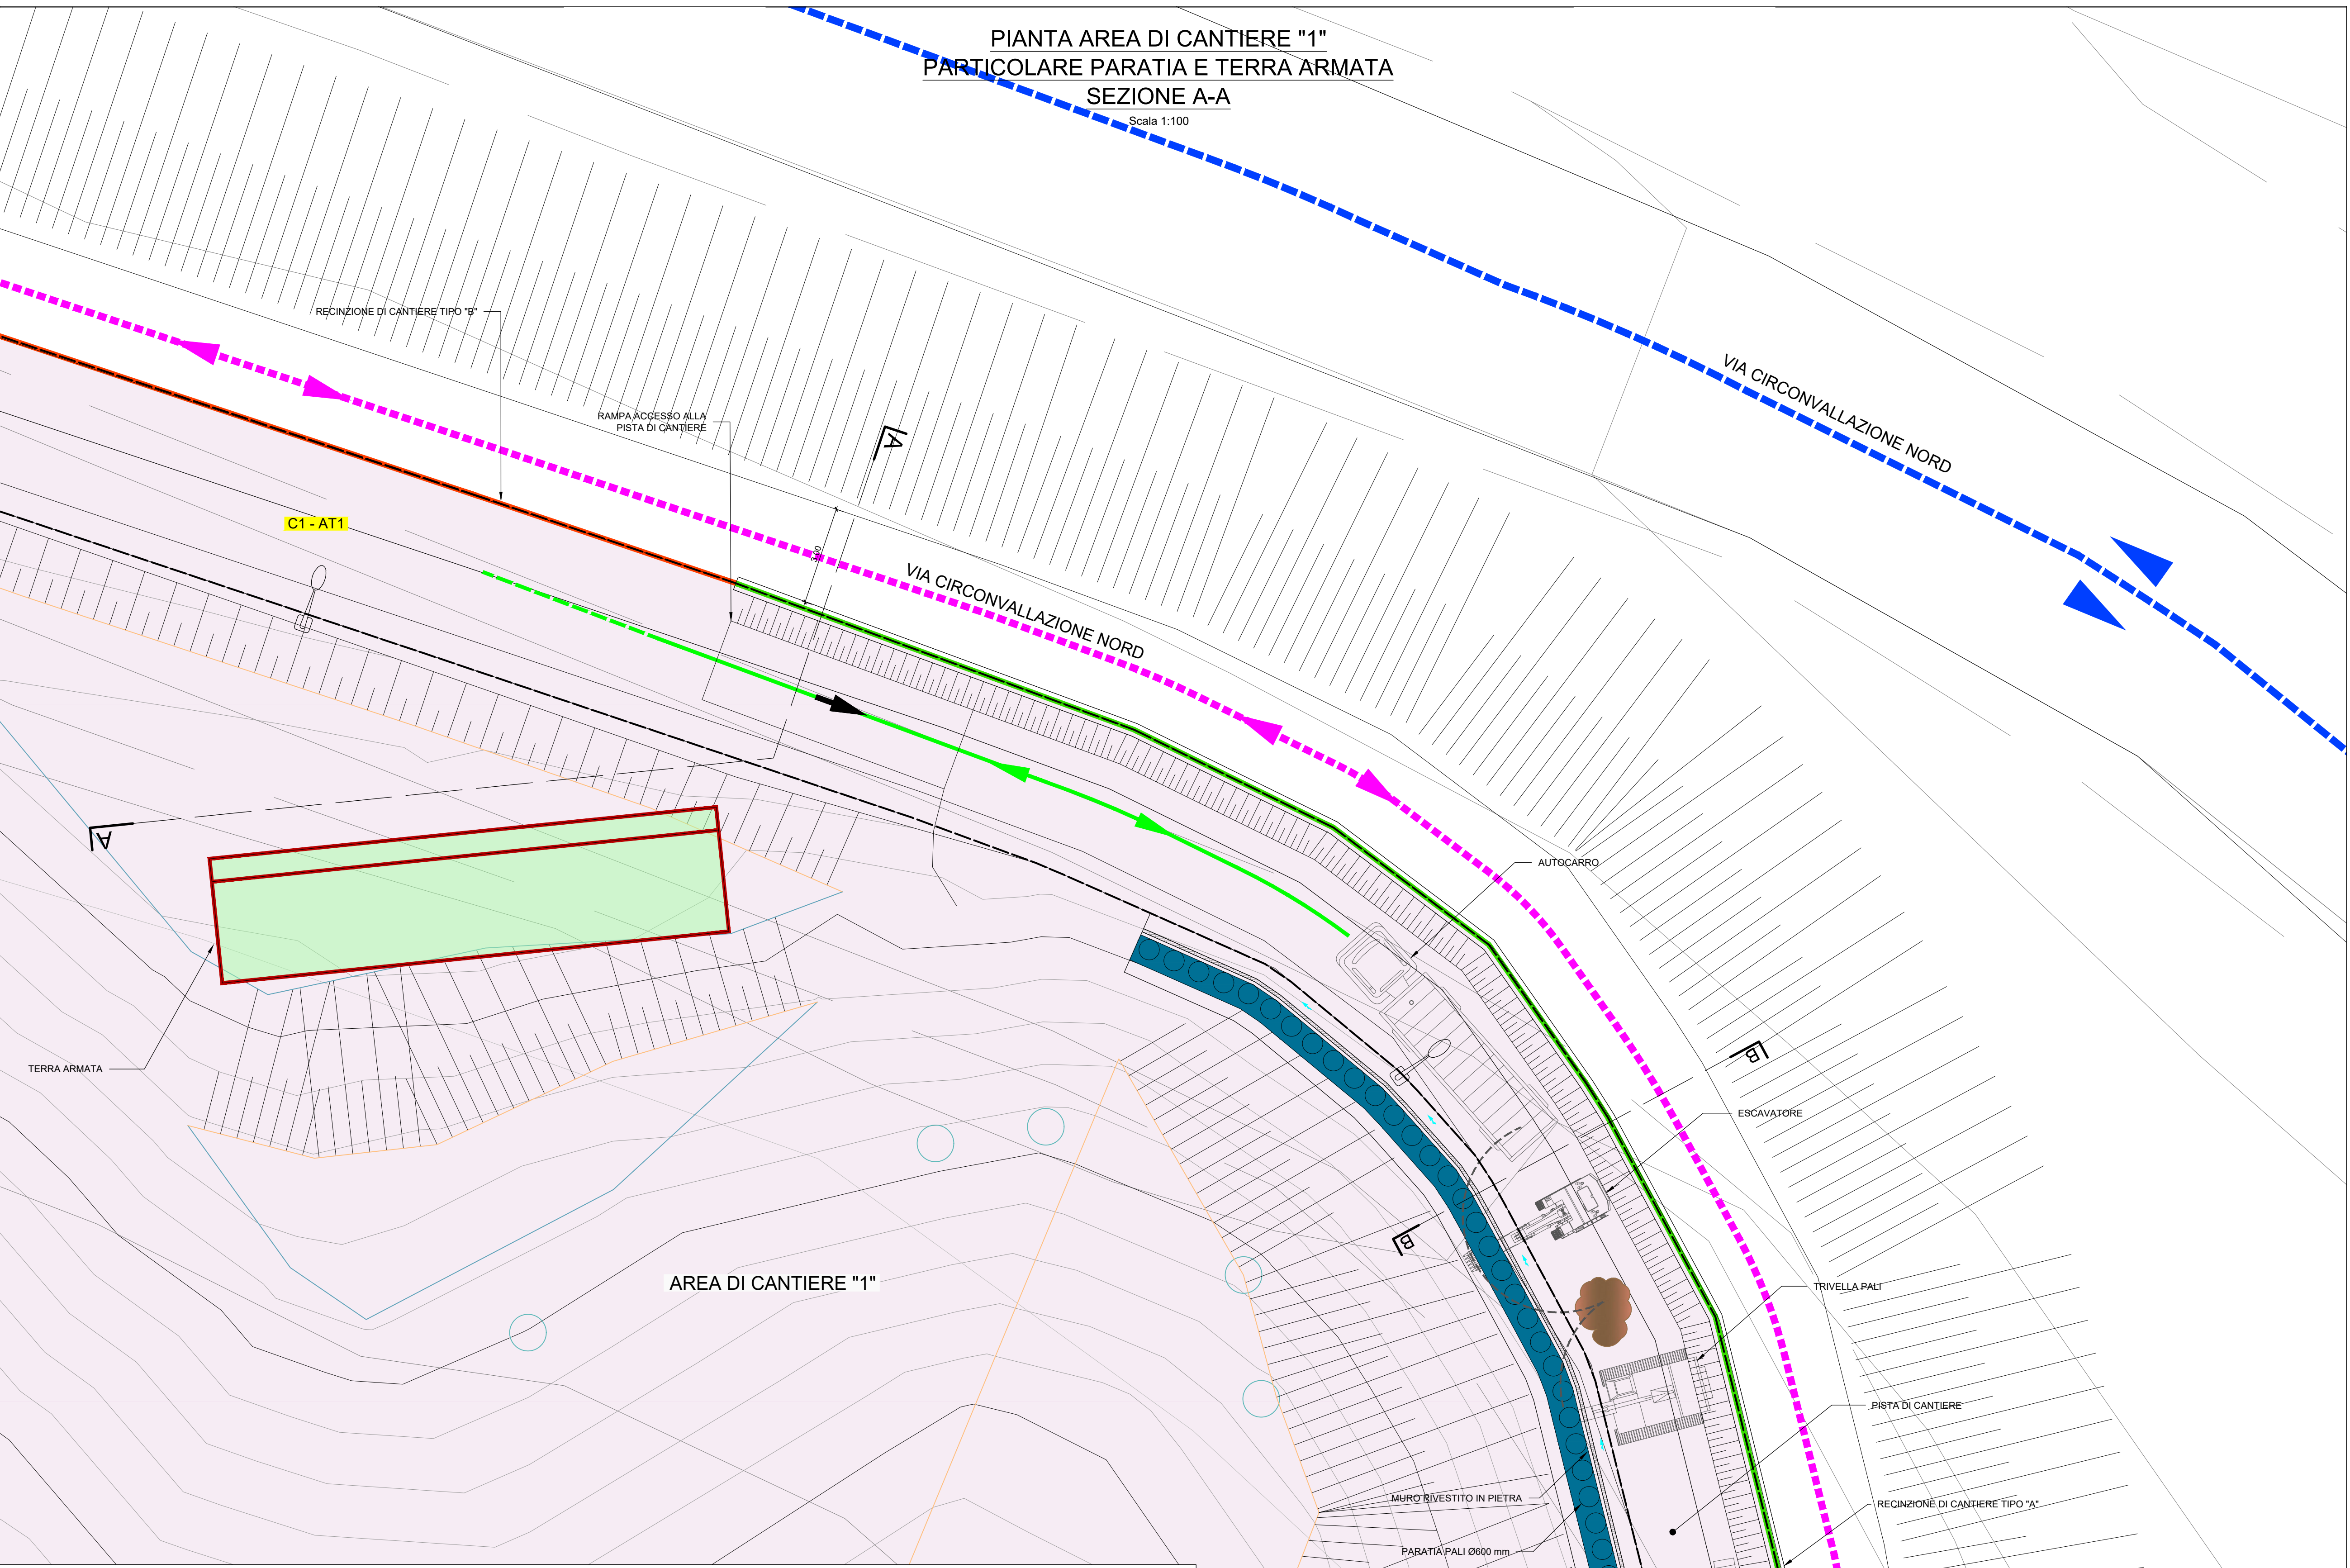 PIANTA AREA DI CANTIERE "1"
PARTICOLARE PARATIA E TERRA ARMATA
SEZIONE A-A
Scala 1:100
RECINZIONE DI CANTIERE TIPO "B"
VIA CIRCONVALLAZIONE NORD
RAMPA ACCESSO ALLA
PISTA DI CANTIERE
A
C1 - AT1
3.00
VIA CIRCONVALLAZIONE NORD
A
AUTOCARRO
B
TERRA ARMATA
ESCAVATORE
B
AREA DI CANTIERE "1"
TRIVELLA PALI
PISTA DI CANTIERE
MURO RIVESTITO IN PIETRA
RECINZIONE DI CANTIERE TIPO "A"
PARATIA PALI Ø600 mm